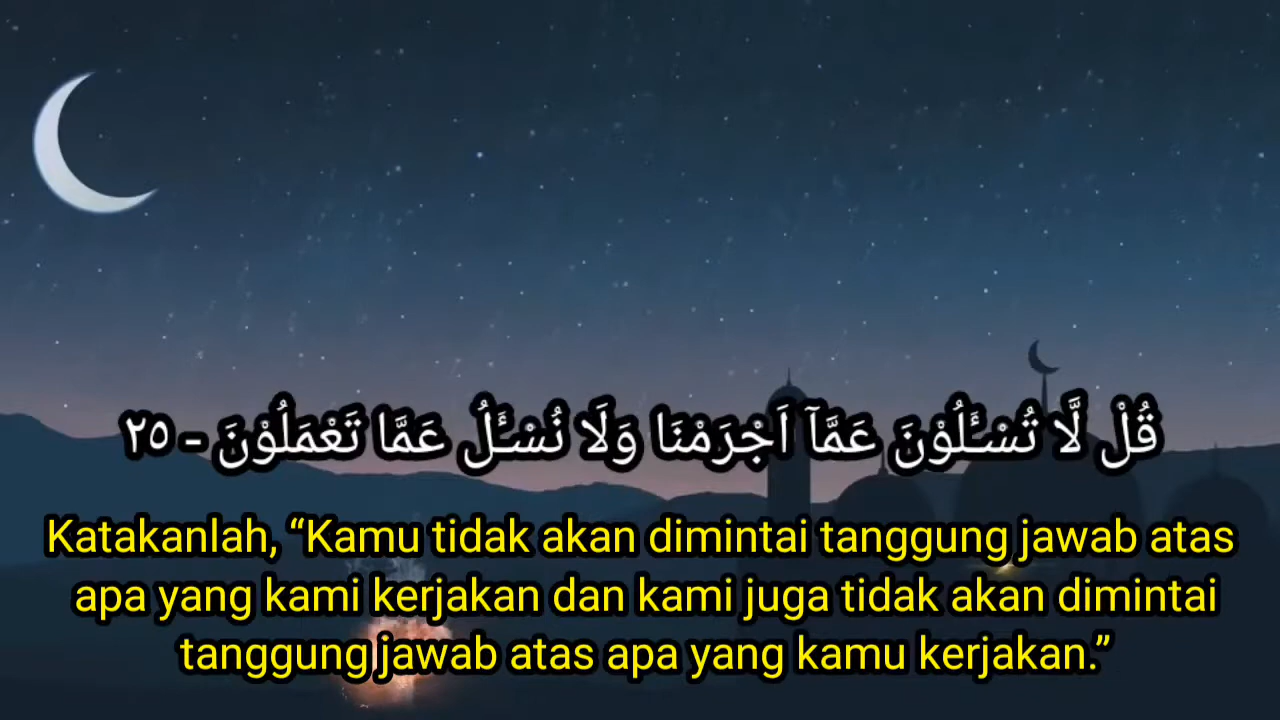 قُلْ لَّا تُسْـَٔلُوْنَ عَمَّآ اَجْرَمْنَا وَلَا نُسْـَٔلُ عَمَّا تَعْمَلُوْنَ - ٢٥
Katakanlah, “Kamu tidak akan dimintai tanggung jawab atas
apa yang kami kerjakan dan kami juga tidak akan dimintai
tanggung jawab atas apa yang kamu kerjakan.”